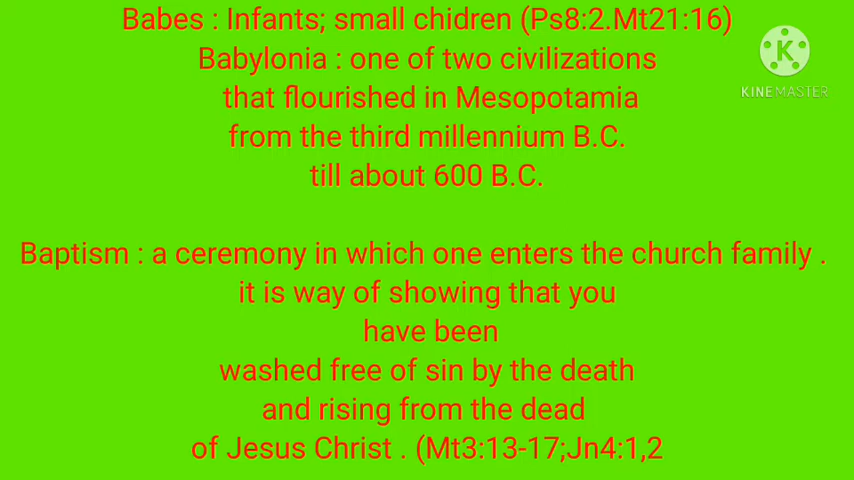 Babes : Infants; small chidren (Ps8:2.Mt21:16)
Babylonia : one of two civilizations
that flourished in Mesopotamia
from the third millennium B.C.
till about 600 B.C.
Baptism : a ceremony in which one enters the church family .
it is way of showing that you
have been
washed free of sin by the death
and rising from the dead
of Jesus Christ . (Mt3:13-17;Jn4:1,2
K
KINEMASTER